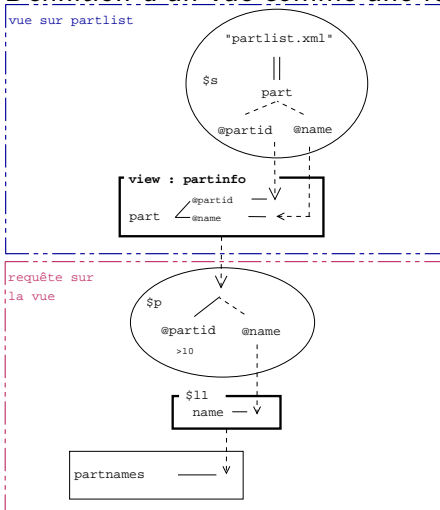 vue sur partlist
"partlist.xml"
$s
part
@partid @name
view : partinfo
@partid
part
@name
requête sur
la vue
$p
@partid @name
>10
$ll
name
partnames